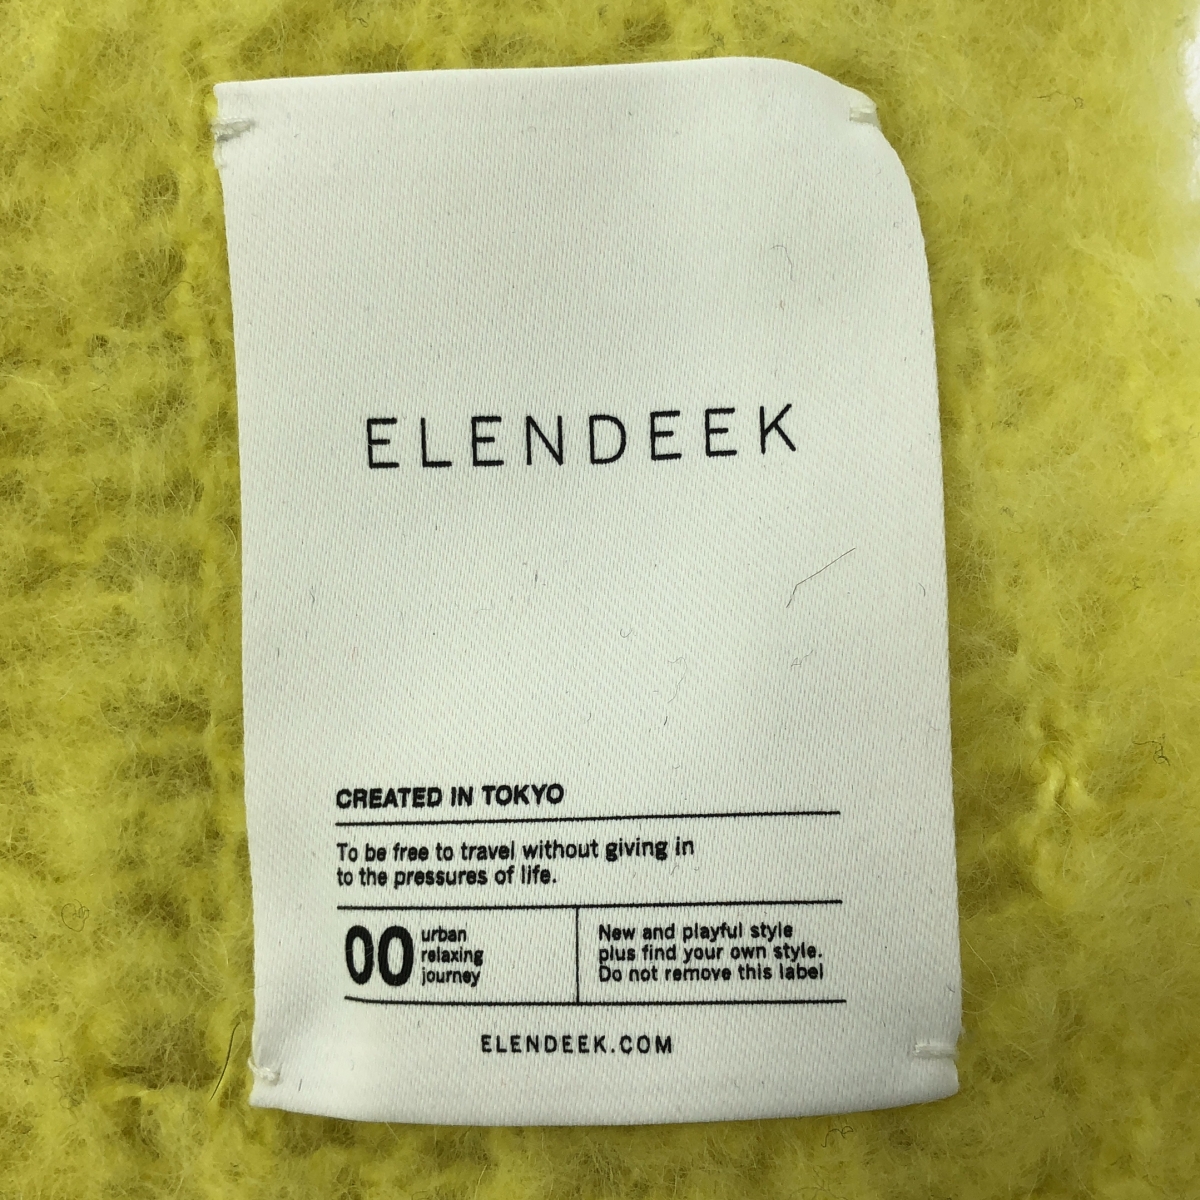 ELENDEEK
CREATED IN TOKYO
To be free to travel without giving in
to the pressures of life.
00
urban
relaxing
journey
New and playful style
plus find your own style.
Do not remove this label
ELENDEEK.COM